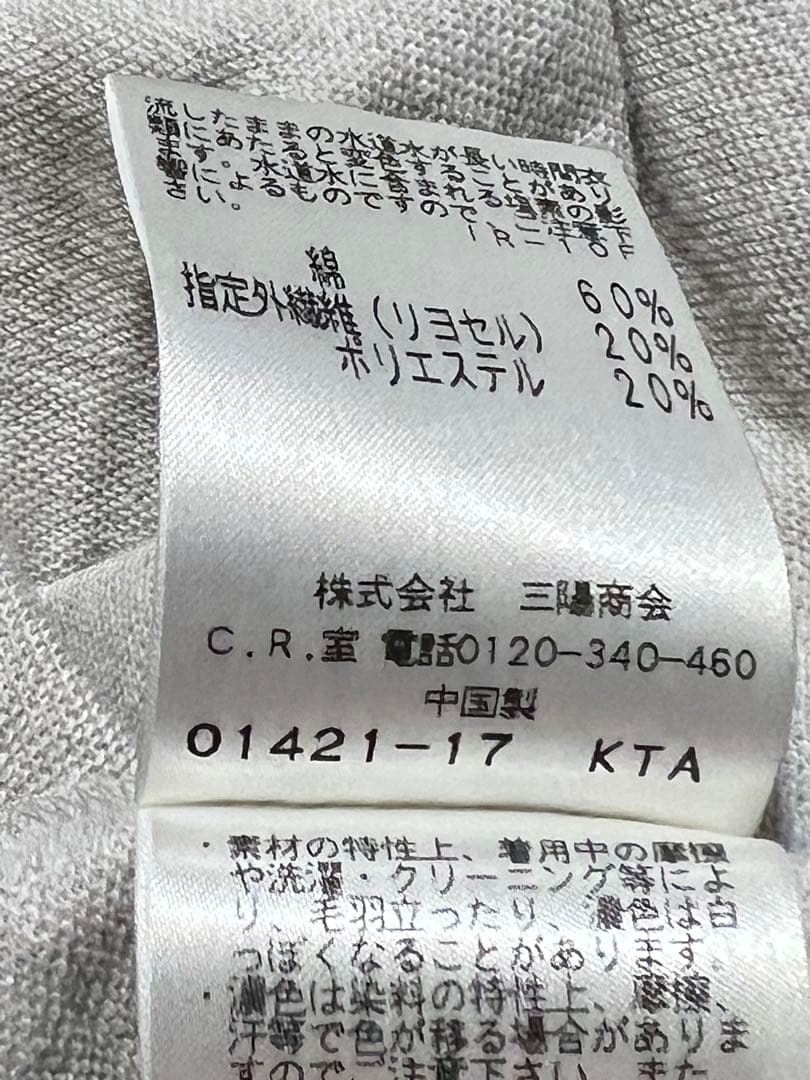 流したままの水道水が長い時間衣
類にあたると変色することがあり
ます。水道水に含まれる塩素の影
響によるものですので、ご注意下
さい。
綿 60%
指定外繊維(リヨセル) 20%
ポリエステル 20%
株式会社 三陽商会
C.R.室 電話0120-340-460
中国製
01421-17 KTA
・素材の特性上、着用中の摩擦
や洗濯・クリーニング等によ
り、毛羽立ったり、濃色は白
っぽくなることがあります。
・濃色は染料の特性上、摩擦、
汗等で色が移る場合がありま
すので、ご注意下さい。また